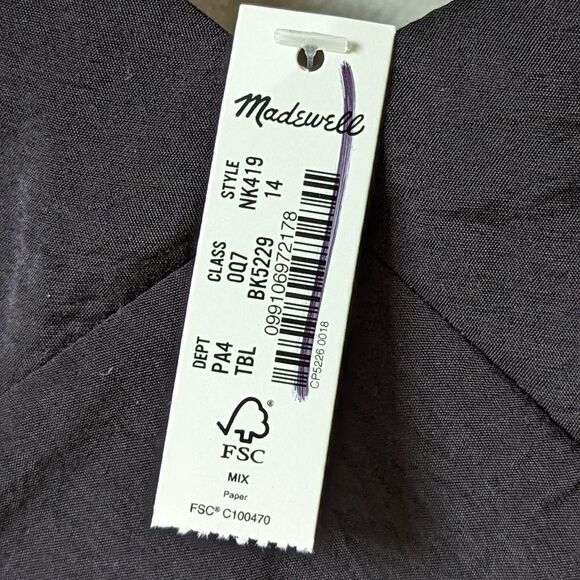 Madewell
DEPT CLASS STYLE
PA4 0Q7 NK419
TBL BK5229 14
099106972178
CP5226 0018
®
FSC
MIX
Paper
FSC® C100470